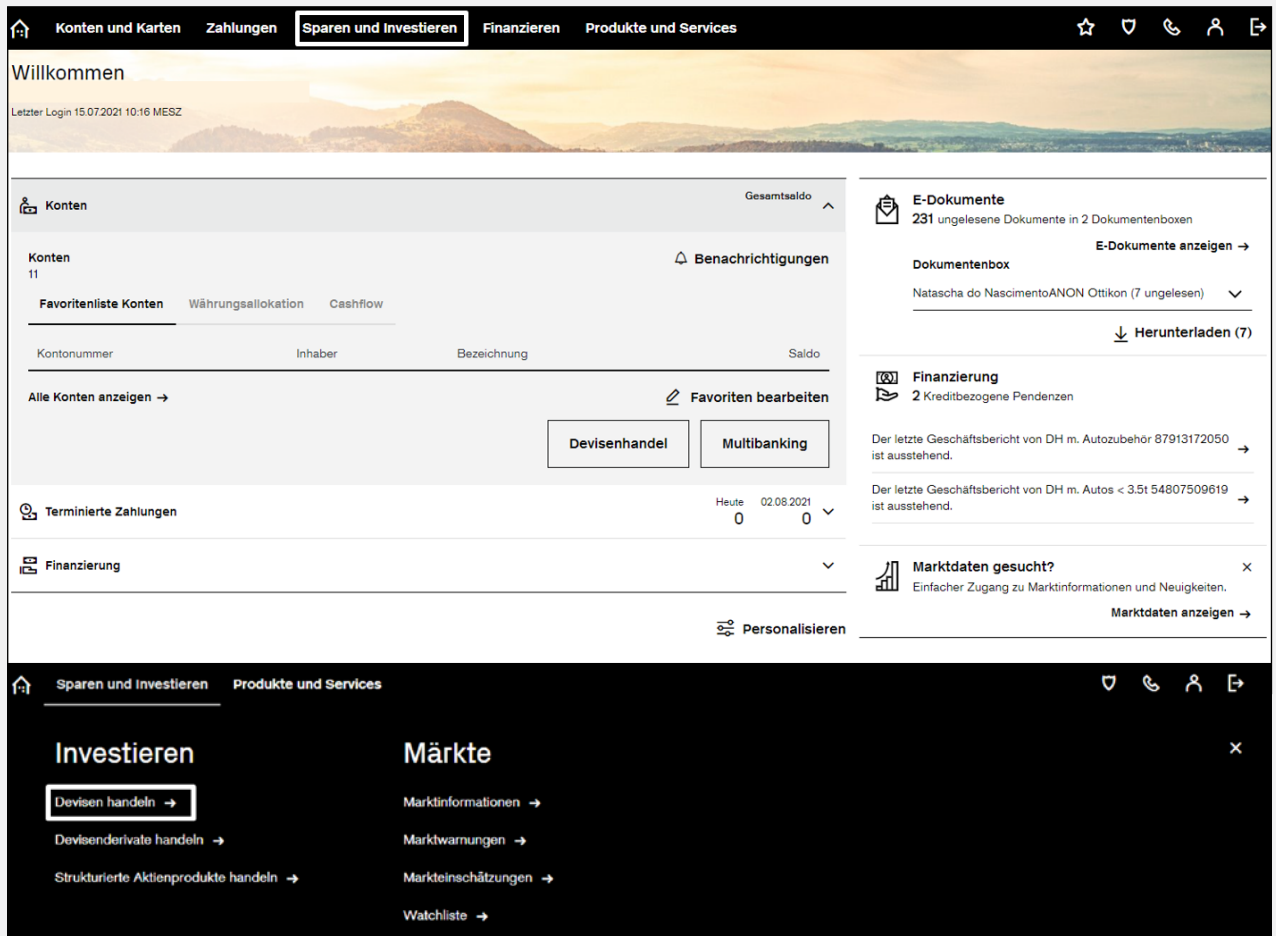 Konten und Karten Zahlungen Sparen und Investieren Finanzieren Produkte und Services
Willkommen
Letzter Login 15.07.2021 10:16 MESZ
Konten
Gesamtsaldo
Konten
11
Benachrichtigungen
Favoritenliste Konten Währungsallokation Cashflow
Kontonummer Inhaber Bezeichnung Saldo
Alle Konten anzeigen →
Favoriten bearbeiten
Devisenhandel Multibanking
Terminierte Zahlungen
Heute 02.08.2021
0 0
Finanzierung
Personalisieren
E-Dokumente
231 ungelesene Dokumente in 2 Dokumentenboxen
E-Dokumente anzeigen →
Dokumentenbox
Natascha do NascimentoANON Ottikon (7 ungelesen)
Herunterladen (7)
Finanzierung
2 Kreditbezogene Pendenzen
Der letzte Geschäftsbericht von DH m. Autozubehör 87913172050
ist ausstehend. →
Der letzte Geschäftsbericht von DH m. Autos < 3.5t 54807509619
ist ausstehend. →
Marktdaten gesucht?
Einfacher Zugang zu Marktinformationen und Neuigkeiten.
Marktdaten anzeigen →
Sparen und Investieren Produkte und Services
Investieren
Devisen handeln →
Devisenderivate handeln →
Strukturierte Aktienprodukte handeln →
Märkte
Marktinformationen →
Marktwarnungen →
Markteinschätzungen →
Watchliste →